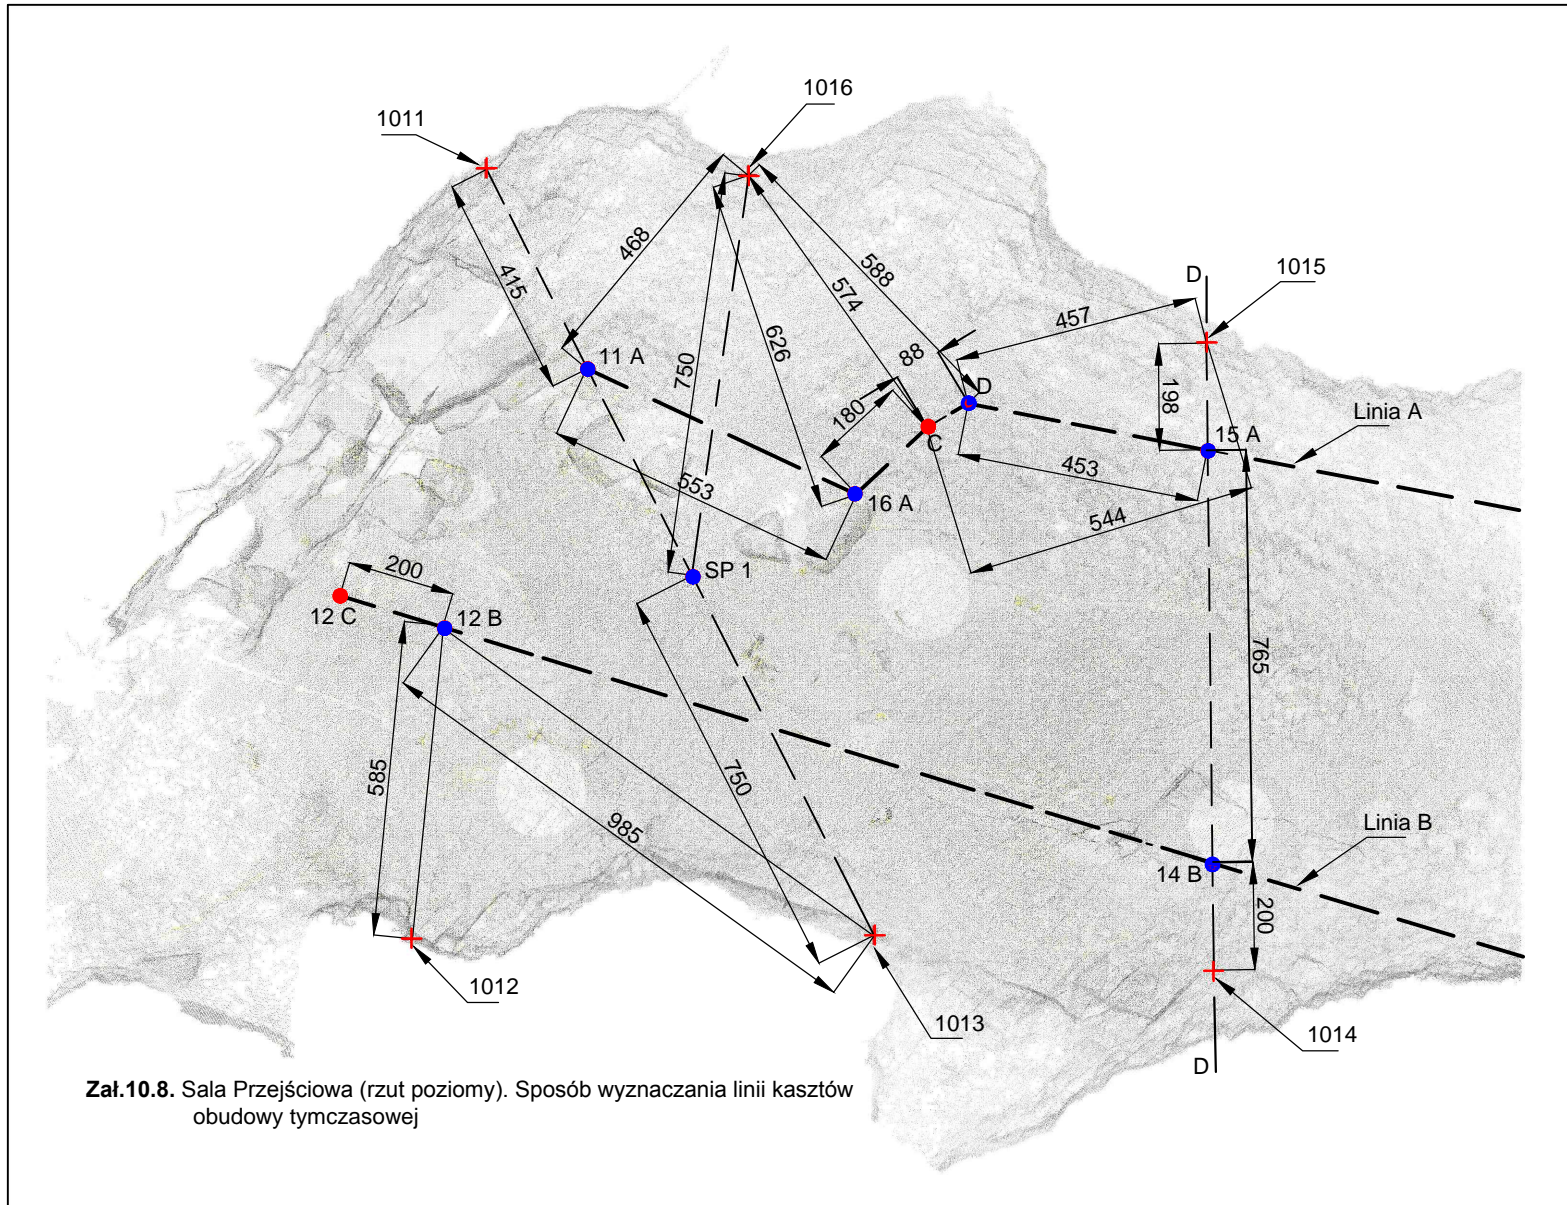 1016
1011
468
415
588
574
1015
D
457
626
750
88
198
11 A
D
Linia A
180
C
15 A
453
553
16 A
544
SP 1
200
12 C
12 B
765
585
750
985
Linia B
14 B
200
1012
1013
1014
D
Zał.10.8. Sala Przejściowa (rzut poziomy). Sposób wyznaczania linii kasztów
obudowy tymczasowej